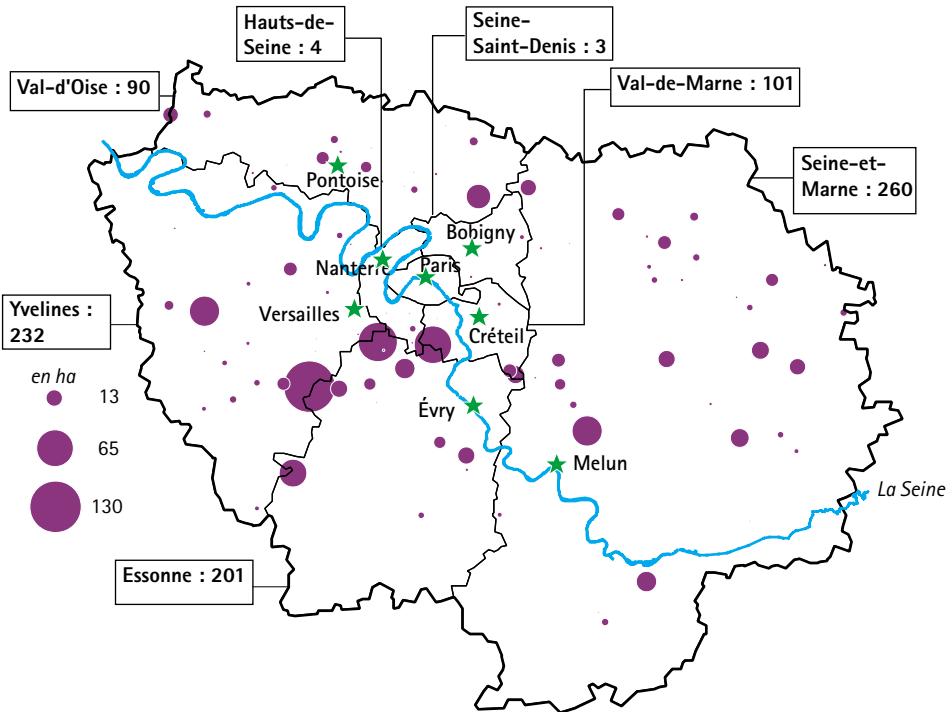 Hauts-de-
Seine : 4
Seine-
Saint-Denis : 3
Val-d'Oise : 90
Val-de-Marne : 101
Seine-et-
Marne : 260
Pontoise
Bobigny
Nanterre
Paris
Yvelines :
232
Versailles
Créteil
en ha
13
65
130
Évry
Melun
La Seine
Essonne : 201